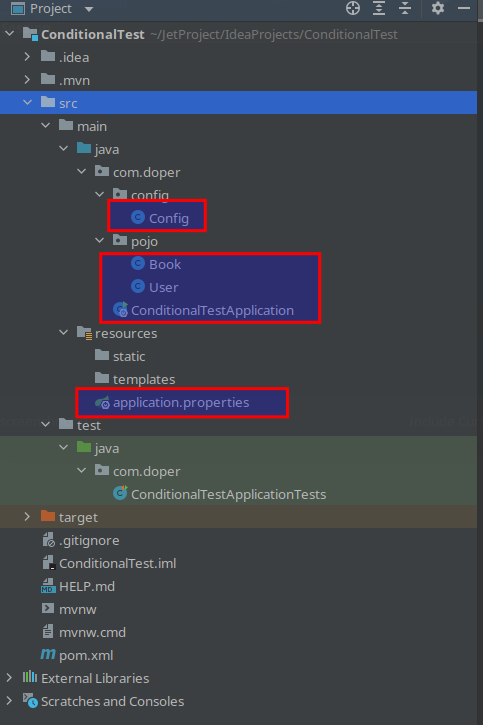 Project
ConditionalTest ~/JetProject/IdeaProjects/ConditionalTest
.idea
.mvn
src
main
java
com.doper
config
Config
pojo
Book
User
ConditionalTestApplication
resources
static
templates
application.properties
test
java
com.doper
ConditionalTestApplicationTests
target
.gitignore
ConditionalTest.iml
HELP.md
mvnw
mvnw.cmd
pom.xml
External Libraries
Scratches and Consoles